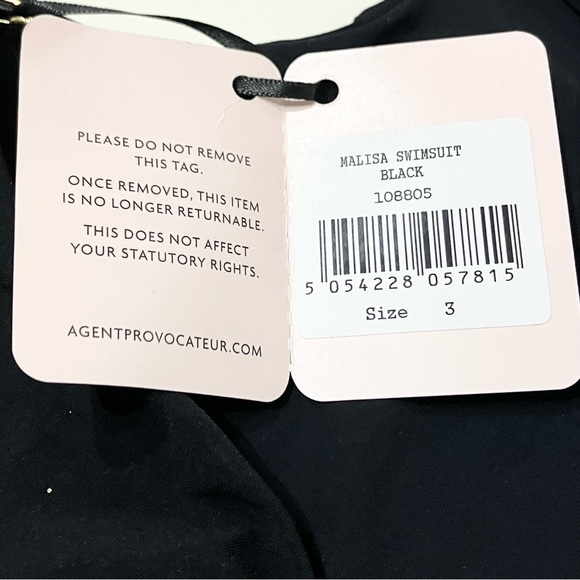 PLEASE DO NOT REMOVE
THIS TAG.
ONCE REMOVED, THIS ITEM
IS NO LONGER RETURNABLE.
THIS DOES NOT AFFECT
YOUR STATUTORY RIGHTS.
AGENTPROVOCATEUR.COM
MALISA SWIMSUIT
BLACK
108805
5 054228 057815
Size 3